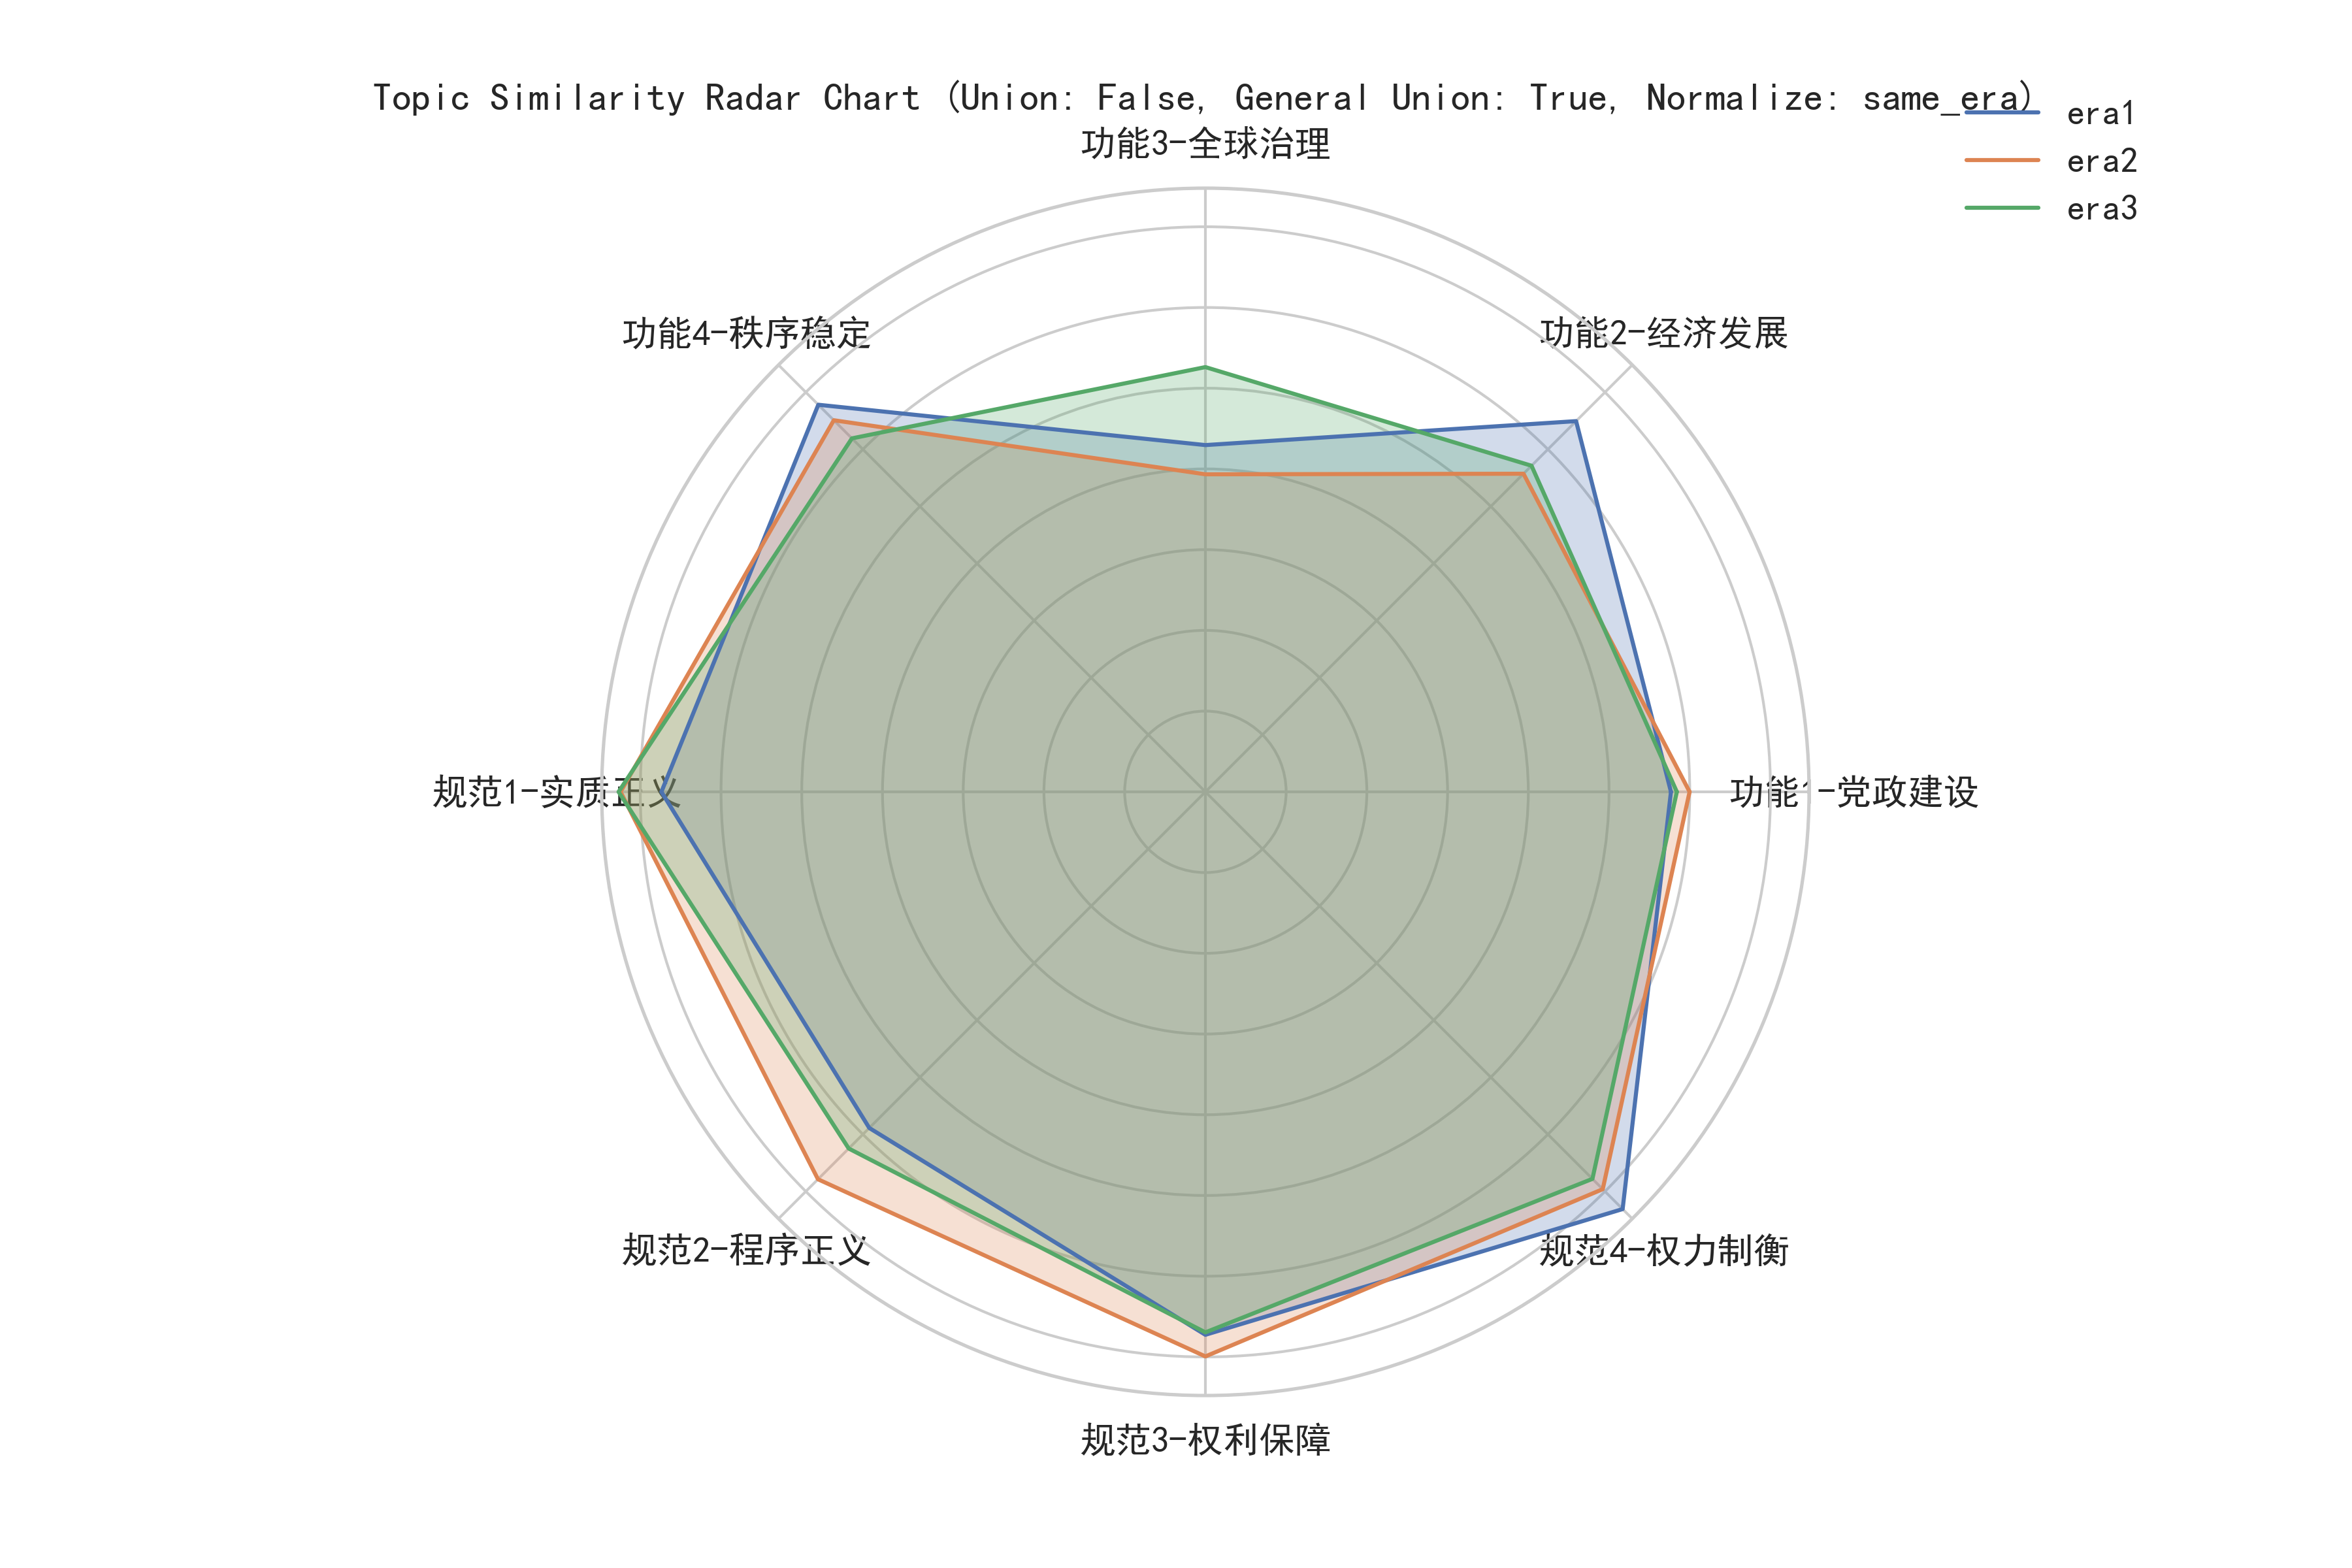 Topic Similarity Radar Chart (Union: False, General Union: True, Normalize: same_era)
era1
era2
era3
功能3-全球治理
功能4-秩序稳定
功能2-经济发展
规范1-实质正义
功能1-党政建设
规范2-程序正义
规范4-权力制衡
规范3-权利保障